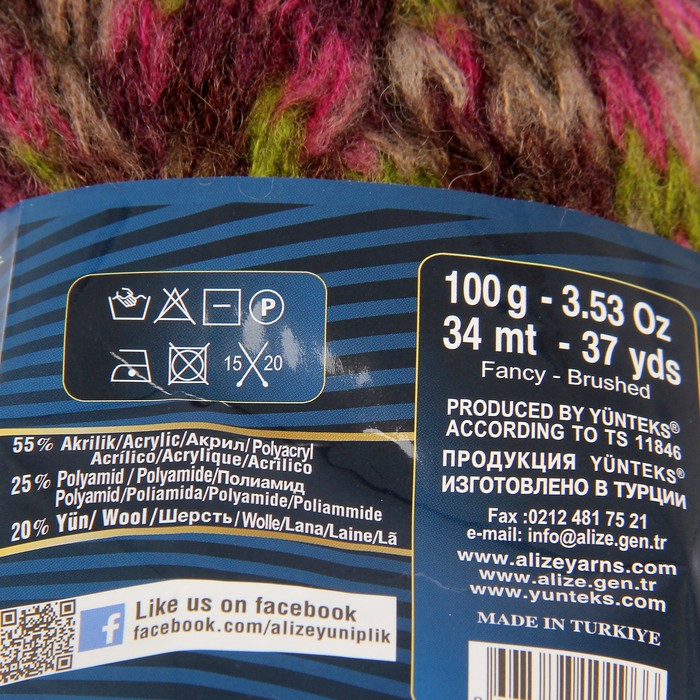 P
15 20
55% Akrilik/Acrylic/Акрил/Polyacryl
Acrílico/Acrylique/Acrílico
25% Polyamid/Polyamide/Полиамид
Polyamid/Poliamida/Polyamide/Poliammide
20% Yün/Wool/Шерсть/Wolle/Lana/Laine/Lã
Like us on facebook
facebook.com/alizeyuniplik
100 g - 3.53 Oz
34 mt - 37 yds
Fancy - Brushed
PRODUCED BY YÜNTEKS®
ACCORDING TO TS 11846
ПРОДУКЦИЯ YÜNTEKS®
ИЗГОТОВЛЕНО В ТУРЦИИ
Fax :0212 481 75 21
e-mail: info@alize.gen.tr
www.alizeyarns.com
www.alize.gen.tr
www.yunteks.com
MADE IN TURKIYE